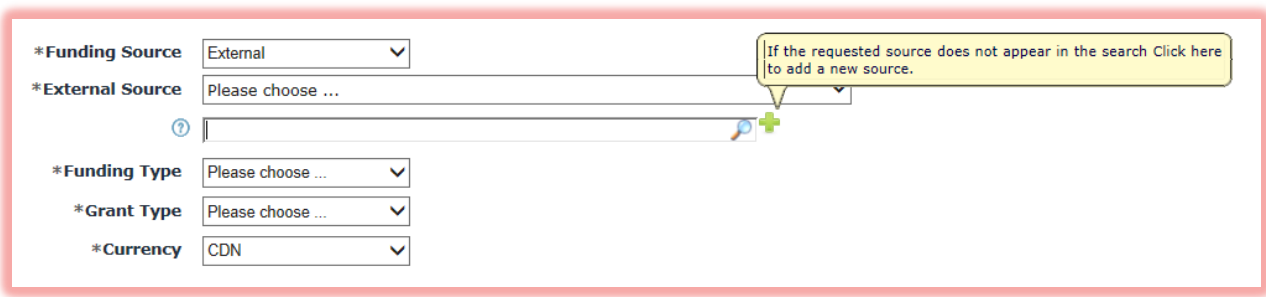 *Funding Source External
If the requested source does not appear in the search Click here
to add a new source.
*External Source Please choose ...
?
*Funding Type Please choose ...
*Grant Type Please choose ...
*Currency CDN